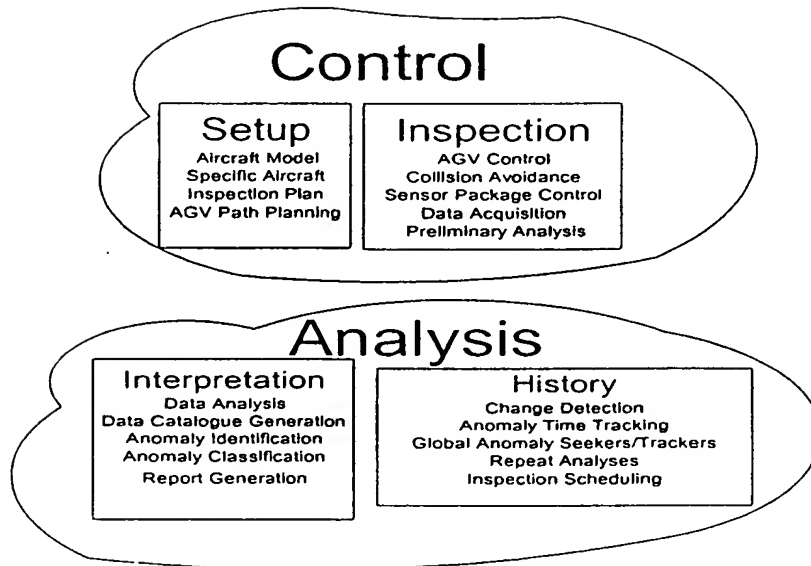 Control
Setup
Aircraft Model
Specific Aircraft
Inspection Plan
AGV Path Planning
Inspection
AGV Control
Collision Avoidance
Sensor Package Control
Data Acquisition
Preliminary Analysis
Analysis
Interpretation
Data Analysis
Data Catalogue Generation
Anomaly Identification
Anomaly Classification
Report Generation
History
Change Detection
Anomaly Time Tracking
Global Anomaly Seekers/Trackers
Repeat Analyses
Inspection Scheduling